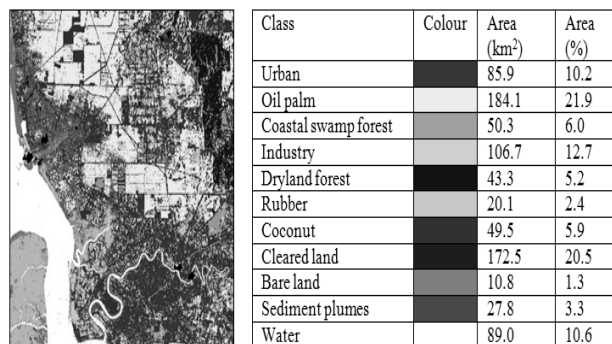 Class Colour Area (km²) Area (%)
Urban 85.9 10.2
Oil palm 184.1 21.9
Coastal swamp forest 50.3 6.0
Industry 106.7 12.7
Dryland forest 43.3 5.2
Rubber 20.1 2.4
Coconut 49.5 5.9
Cleared land 172.5 20.5
Bare land 10.8 1.3
Sediment plumes 27.8 3.3
Water 89.0 10.6